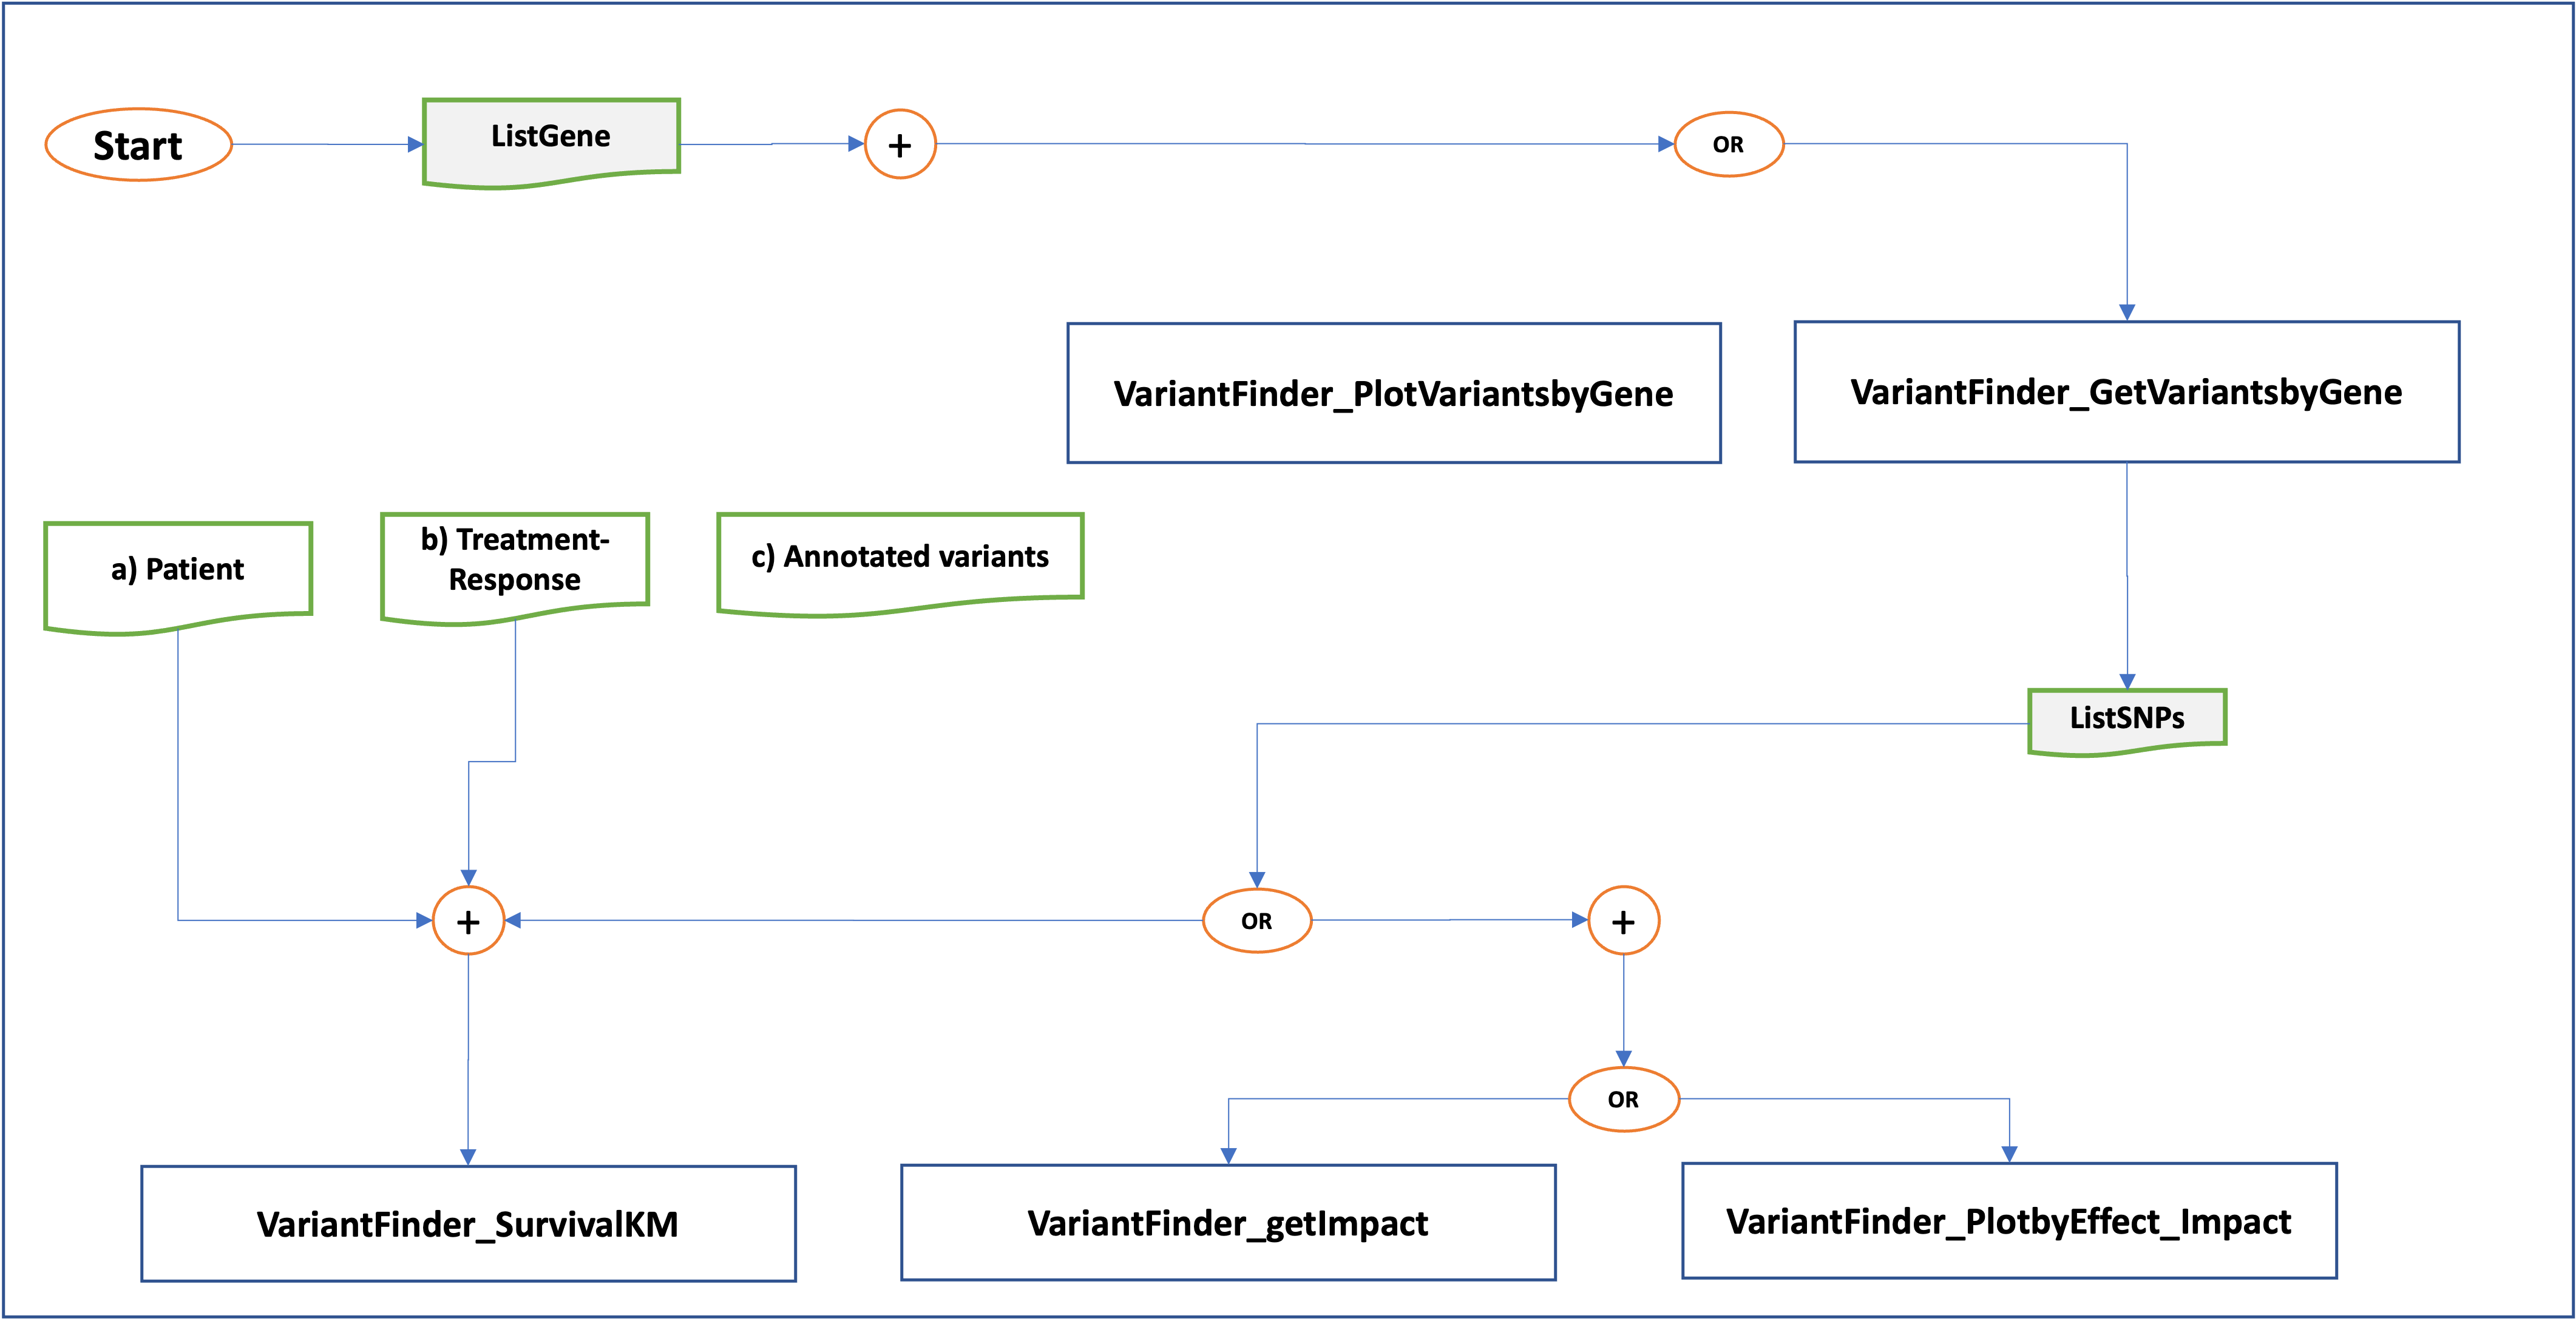 Start
ListGene
+
OR
VariantFinder_PlotVariantsbyGene
VariantFinder_GetVariantsbyGene
a) Patient
b) Treatment-
Response
c) Annotated variants
ListSNPs
+
OR
+
OR
VariantFinder_SurvivalKM
VariantFinder_getImpact
VariantFinder_PlotbyEffect_Impact